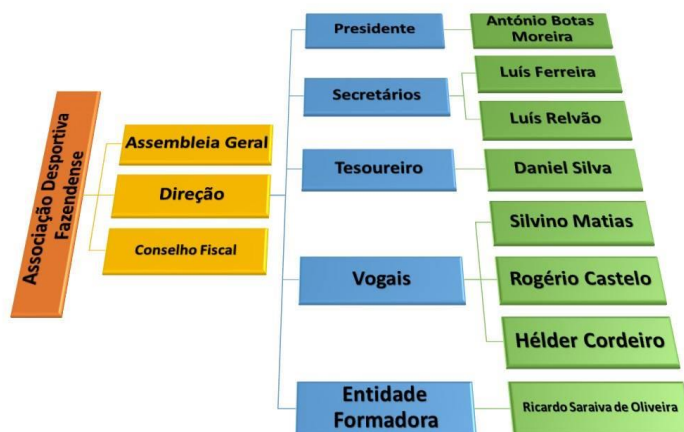 Associação Desportiva
Fazendense
Assembleia Geral
Direção
Conselho Fiscal
Presidente
António Botas
Moreira
Secretários
Luís Ferreira
Luís Relvão
Tesoureiro
Daniel Silva
Vogais
Silvino Matias
Rogério Castelo
Hélder Cordeiro
Entidade
Formadora
Ricardo Saraiva de Oliveira